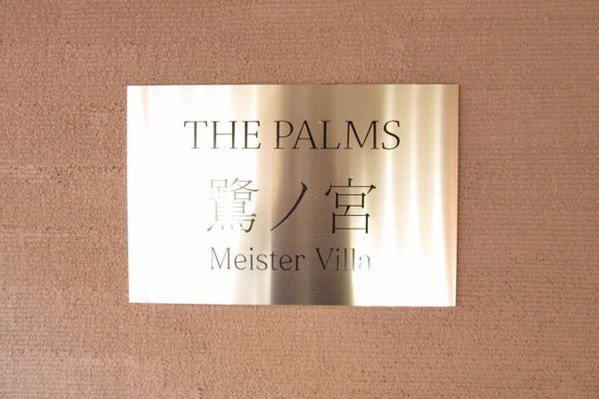 THE PALMS
鷺ノ宮
Meister Villa